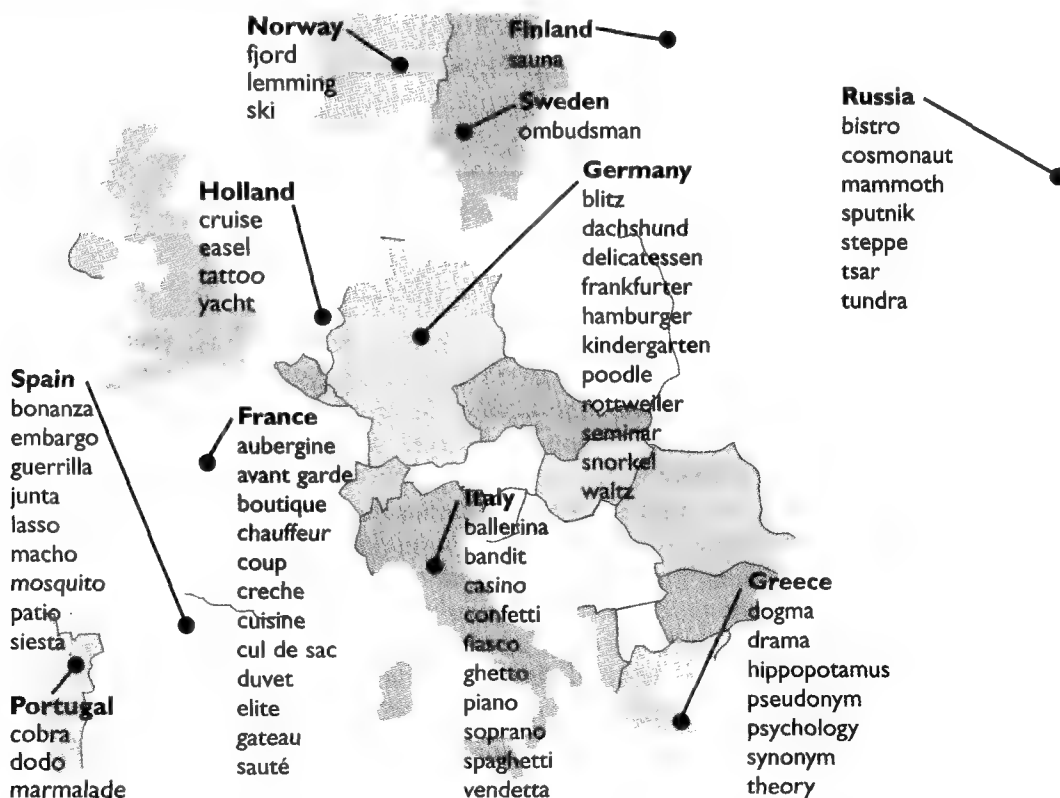 Norway
fjord
lemming
ski
Finland
sauna
Sweden
ombudsman
Russia
bistro
cosmonaut
mammoth
sputnik
steppe
tsar
tundra
Holland
cruise
easel
tattoo
yacht
Germany
blitz
dachshund
delicatessen
frankfurter
hamburger
kindergarten
poodle
rottweiler
seminar
snorkel
waltz
Spain
bonanza
embargo
guerrilla
junta
lasso
macho
mosquito
patio
siesta
France
aubergine
avant garde
boutique
chauffeur
coup
creche
cuisine
cul de sac
duvet
elite
gateau
sauté
Italy
ballerina
bandit
casino
confetti
fiasco
ghetto
piano
soprano
spaghetti
vendetta
Greece
dogma
drama
hippopotamus
pseudonym
psychology
synonym
theory
Portugal
cobra
dodo
marmalade